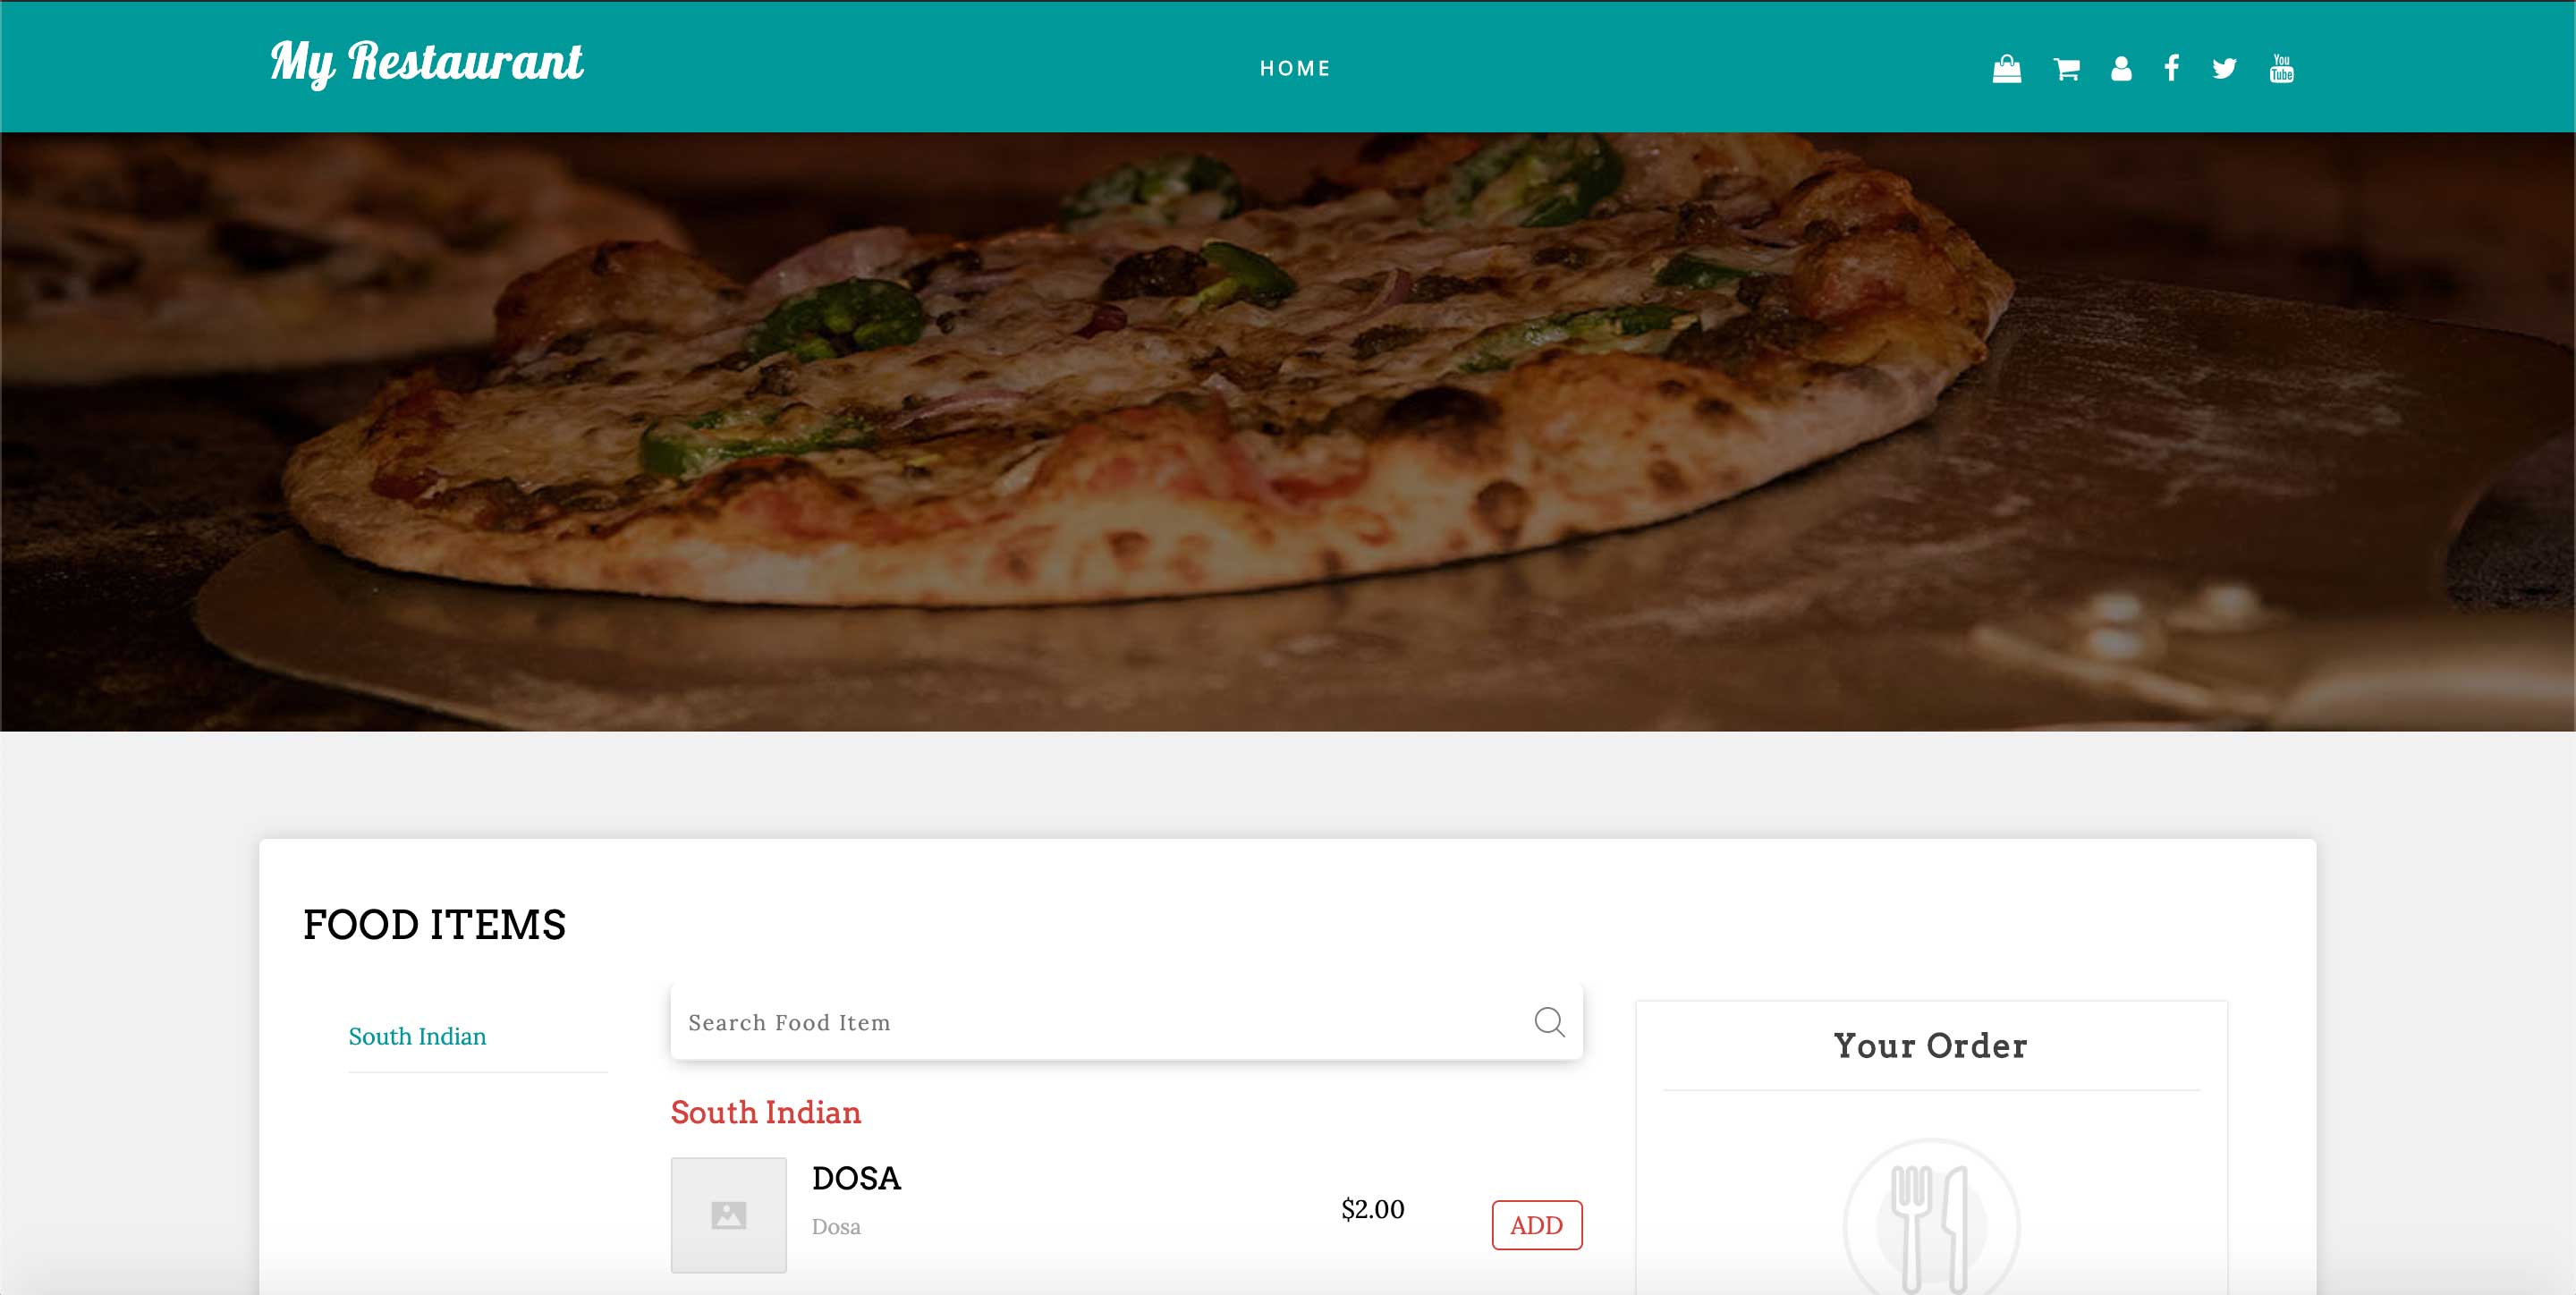 My Restaurant
HOME
You
Tube
FOOD ITEMS
South Indian
Search Food Item
South Indian
DOSA
Dosa
$2.00
ADD
Your Order